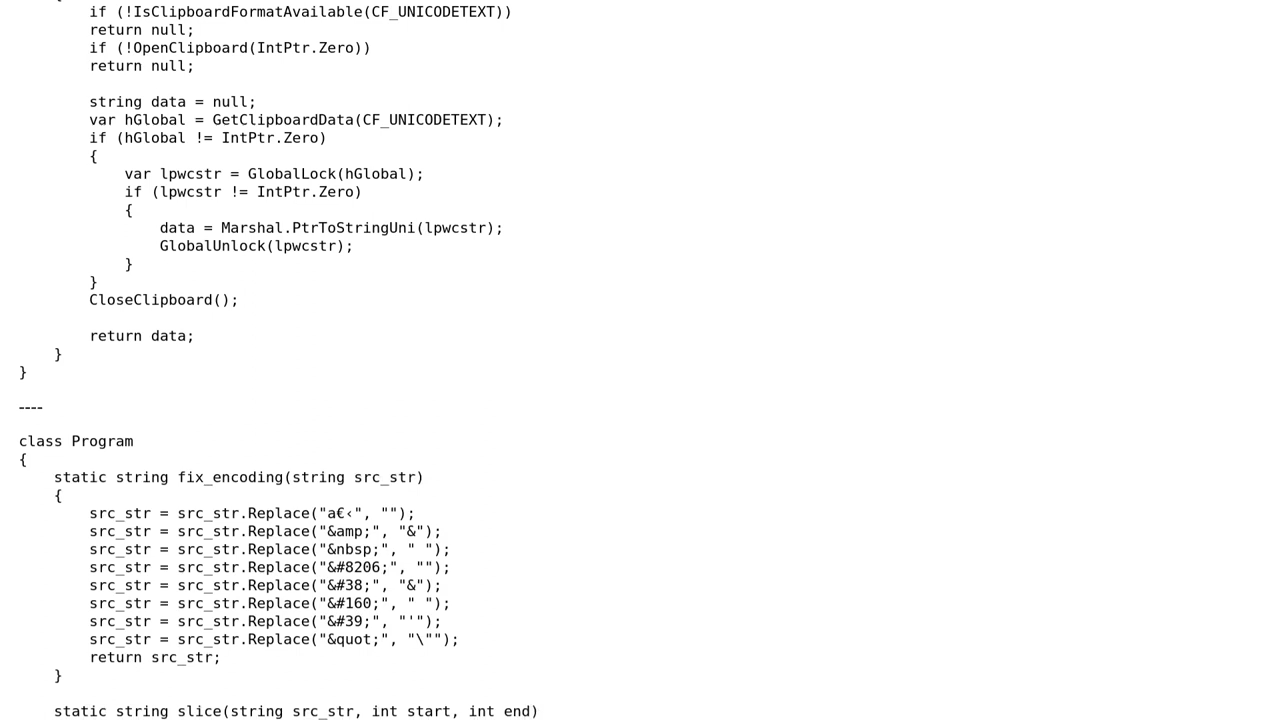 {
if (!IsClipboardFormatAvailable(CF_UNICODETEXT))
return null;
if (!OpenClipboard(IntPtr.Zero))
return null;
string data = null;
var hGlobal = GetClipboardData(CF_UNICODETEXT);
if (hGlobal != IntPtr.Zero)
{
var lpwcstr = GlobalLock(hGlobal);
if (lpwcstr != IntPtr.Zero)
{
data = Marshal.PtrToStringUni(lpwcstr);
GlobalUnlock(lpwcstr);
}
}
CloseClipboard();
return data;
}
}
----
class Program
{
static string fix_encoding(string src_str)
{
src_str = src_str.Replace("a€‹", "");
src_str = src_str.Replace("&amp;", "&");
src_str = src_str.Replace("&nbsp;", " ");
src_str = src_str.Replace("&#8206;", "");
src_str = src_str.Replace("&#38;", "&");
src_str = src_str.Replace("&#160;", " ");
src_str = src_str.Replace("&#39;", "'");
src_str = src_str.Replace("&quot;", "\"");
return src_str;
}
static string slice(string src_str, int start, int end)